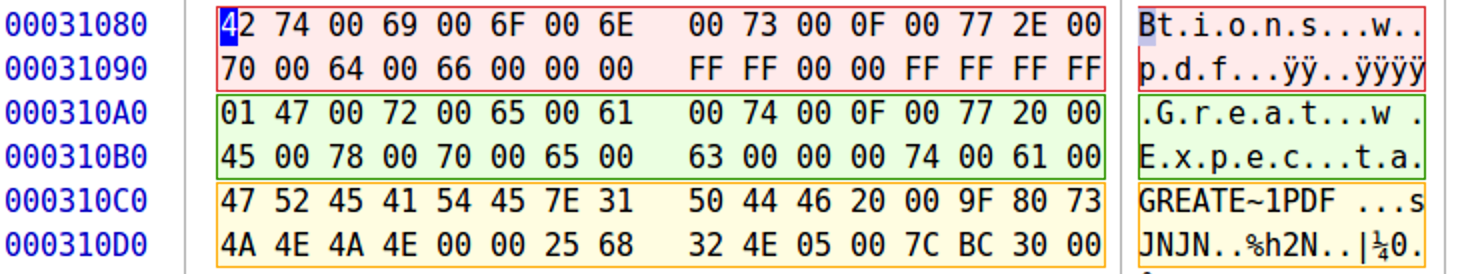 00031080 42 74 00 69 00 6F 00 6E 00 73 00 0F 00 77 2E 00 Bt.i.o.n.s...w..
00031090 70 00 64 00 66 00 00 00 FF FF 00 00 FF FF FF FF p.d.f...ÿÿ..ÿÿÿÿ
000310A0 01 47 00 72 00 65 00 61 00 74 00 0F 00 77 20 00 .G.r.e.a.t...w .
000310B0 45 00 78 00 70 00 65 00 63 00 00 00 74 00 61 00 E.x.p.e.c...t.a.
000310C0 47 52 45 41 54 45 7E 31 50 44 46 20 00 9F 80 73 GREATE~1PDF ...s
000310D0 4A 4E 4A 4E 00 00 25 68 32 4E 05 00 7C BC 30 00 JNJN..%h2N..|¼0.